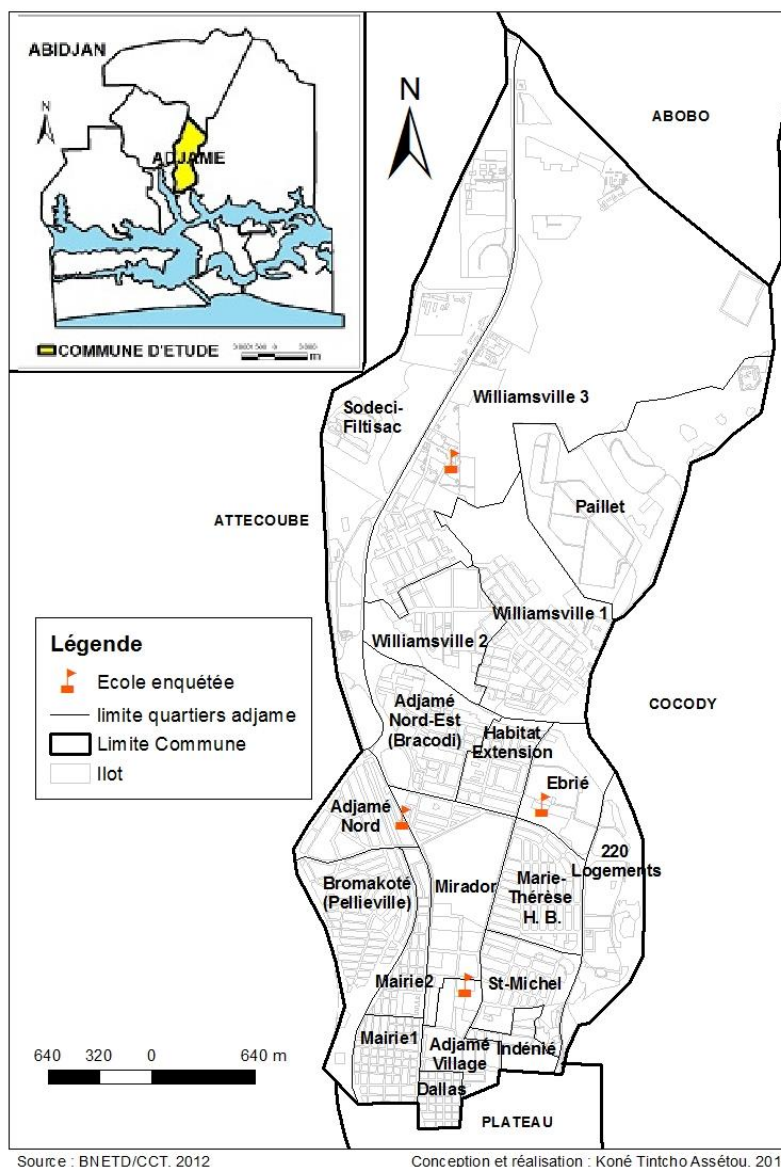 ABIDJAN
N
ADJAME
COMMUNE D'ETUDE
m
N
ABOBO
Sodeci-
Filtisac
Williamsville 3
Paillet
ATTECOUBE
Williamsville 1
Williamsville 2
Légende
Ecole enquétée
limite quartiers adjame
Limite Commune
Ilot
COCODY
Adjamé
Nord-Est
(Bracodi)
Habitat
Extension
Ebrié
Adjamé
Nord
220
Logements
Bromakoté
(Pellieville)
Mirador
Marie-
Thérèse
H. B.
Mairie2
St-Michel
Mairie1
Adjamé
Village
Indénié
Dallas
640 320 0 640 m
PLATEAU
Source : BNETD/CCT, 2012
Conception et réalisation : Koné Tintcho Assétou, 201